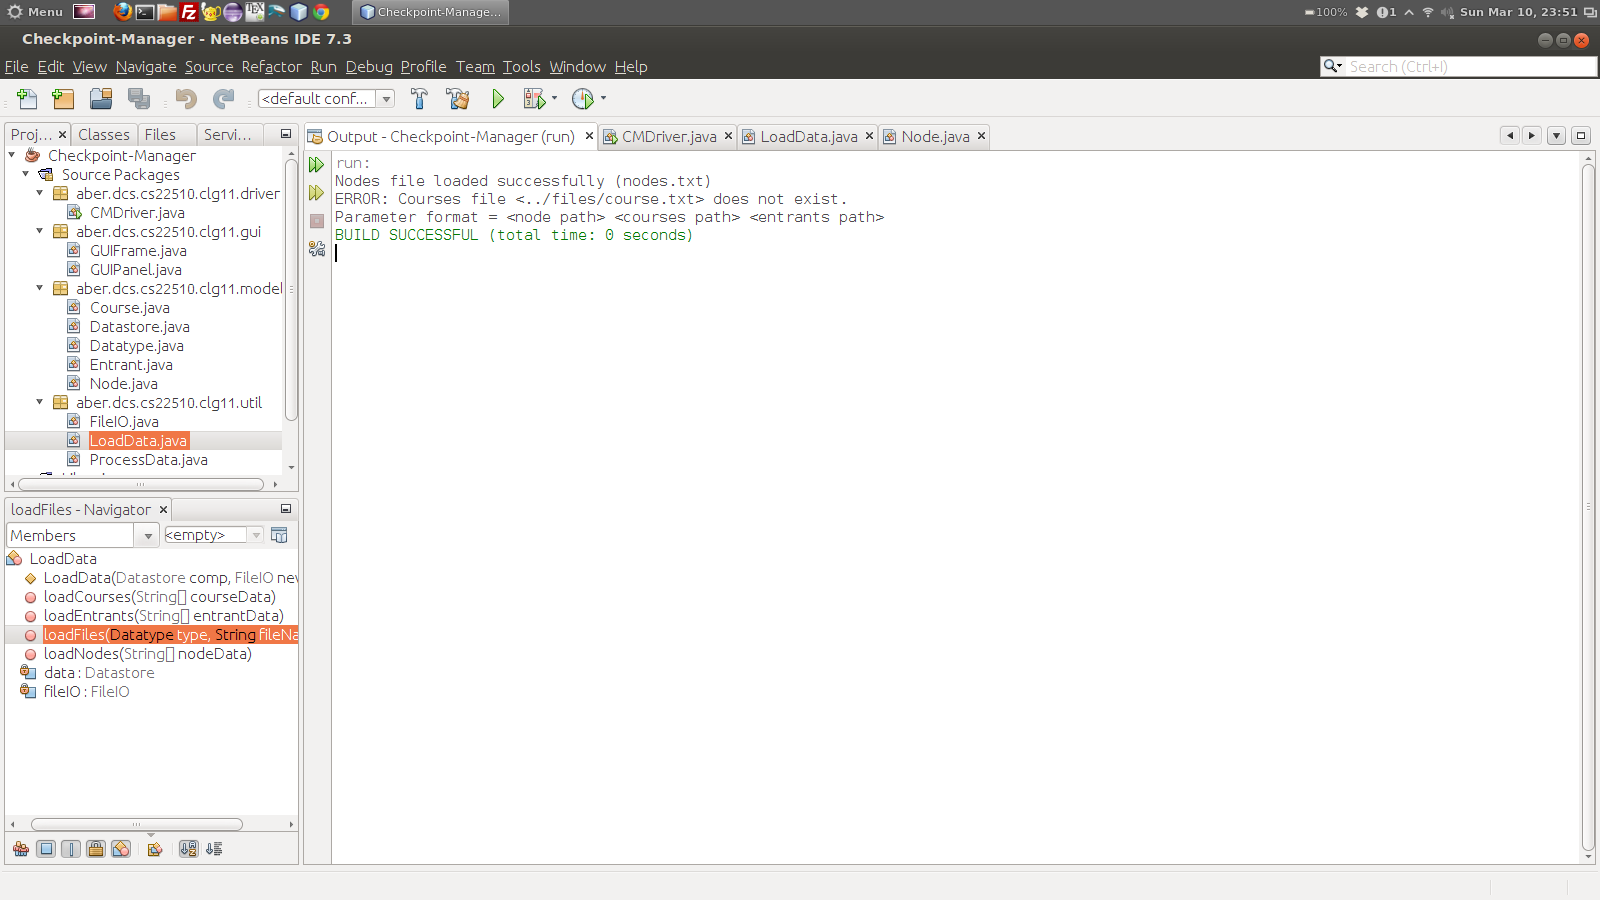 Menu
Checkpoint-Manage...
100%
1
Sun Mar 10, 23:51
Checkpoint-Manager - NetBeans IDE 7.3
File Edit View Navigate Source Refactor Run Debug Profile Team Tools Window Help
Search (Ctrl+I)
<default conf...
Proj...
Classes
Files
Servi...
Output - Checkpoint-Manager (run)
CMDriver.java
LoadData.java
Node.java
Checkpoint-Manager
Source Packages
aber.dcs.cs22510.clg11.driver
CMDriver.java
aber.dcs.cs22510.clg11.gui
GUIFrame.java
GUIPanel.java
aber.dcs.cs22510.clg11.model
Course.java
Datastore.java
Datatype.java
Entrant.java
Node.java
aber.dcs.cs22510.clg11.util
FileIO.java
LoadData.java
ProcessData.java
run:
Nodes file loaded successfully (nodes.txt)
ERROR: Courses file <../files/course.txt> does not exist.
Parameter format = <node path> <courses path> <entrants path>
BUILD SUCCESSFUL (total time: 0 seconds)
loadFiles - Navigator
Members
<empty>
LoadData
LoadData(Datastore comp, FileIO nev
loadCourses(String[] courseData)
loadEntrants(String[] entrantData)
loadFiles(Datatype type, String fileNa
loadNodes(String[] nodeData)
data : Datastore
fileIO : FileIO